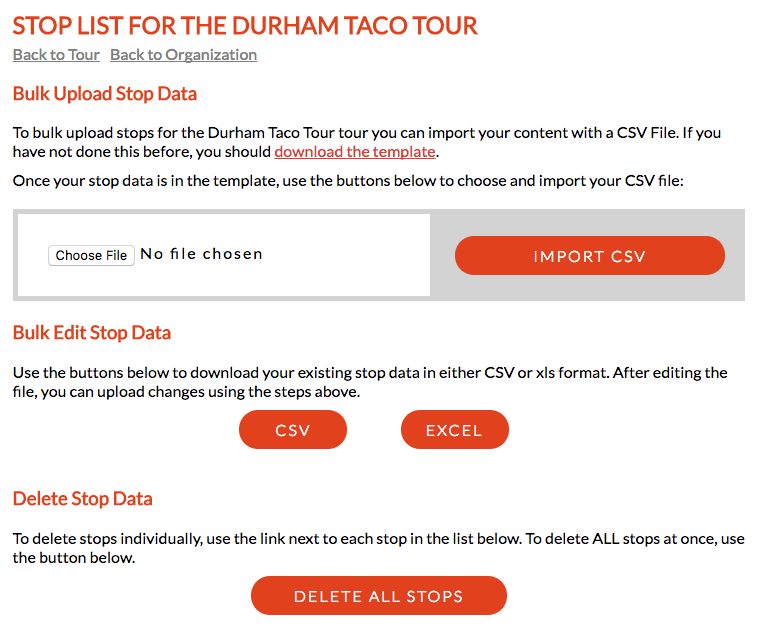 STOP LIST FOR THE DURHAM TACO TOUR
Back to Tour Back to Organization
Bulk Upload Stop Data
To bulk upload stops for the Durham Taco Tour tour you can import your content with a CSV File. If you
have not done this before, you should download the template.
Once your stop data is in the template, use the buttons below to choose and import your CSV file:
Choose File No file chosen
IMPORT CSV
Bulk Edit Stop Data
Use the buttons below to download your existing stop data in either CSV or xls format. After editing the
file, you can upload changes using the steps above.
CSV
EXCEL
Delete Stop Data
To delete stops individually, use the link next to each stop in the list below. To delete ALL stops at once, use
the button below.
DELETE ALL STOPS